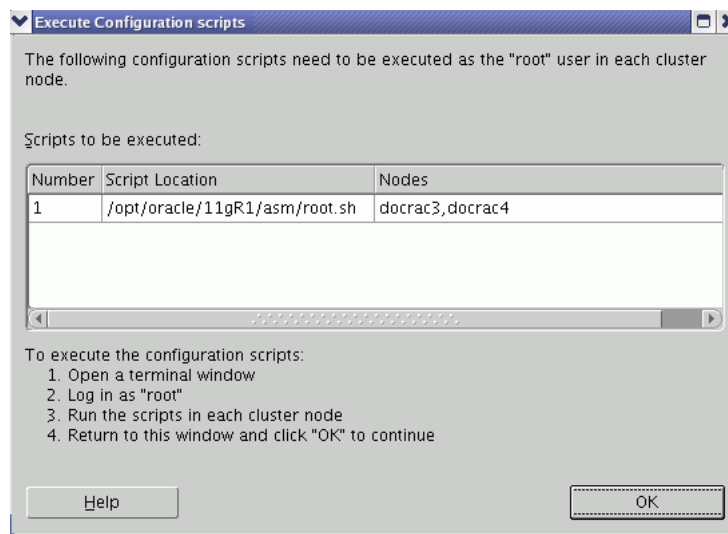 Execute Configuration scripts
The following configuration scripts need to be executed as the "root" user in each cluster
node.
Scripts to be executed:
Number Script Location Nodes
1 /opt/oracle/11gR1/asm/root.sh docrac3,docrac4
To execute the configuration scripts:
1. Open a terminal window
2. Log in as "root"
3. Run the scripts in each cluster node
4. Return to this window and click "OK" to continue
Help OK